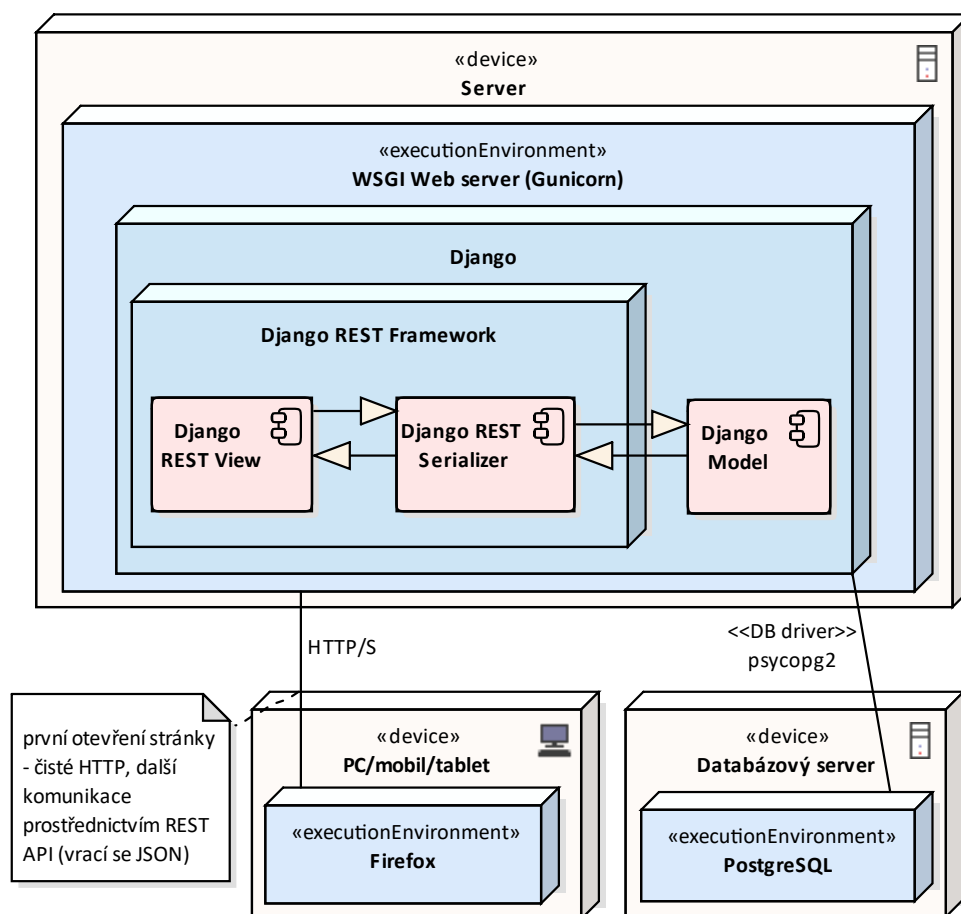 «device»
Server
«executionEnvironment»
WSGI Web server (Gunicorn)
Django
Django REST Framework
Django
REST View
Django REST
Serializer
Django
Model
HTTP/S
<<DB driver>>
psycopg2
první otevření stránky
- čisté HTTP, další
komunikace
prostřednictvím REST
API (vrací se JSON)
«device»
PC/mobil/tablet
«executionEnvironment»
Firefox
«device»
Databázový server
«executionEnvironment»
PostgreSQL